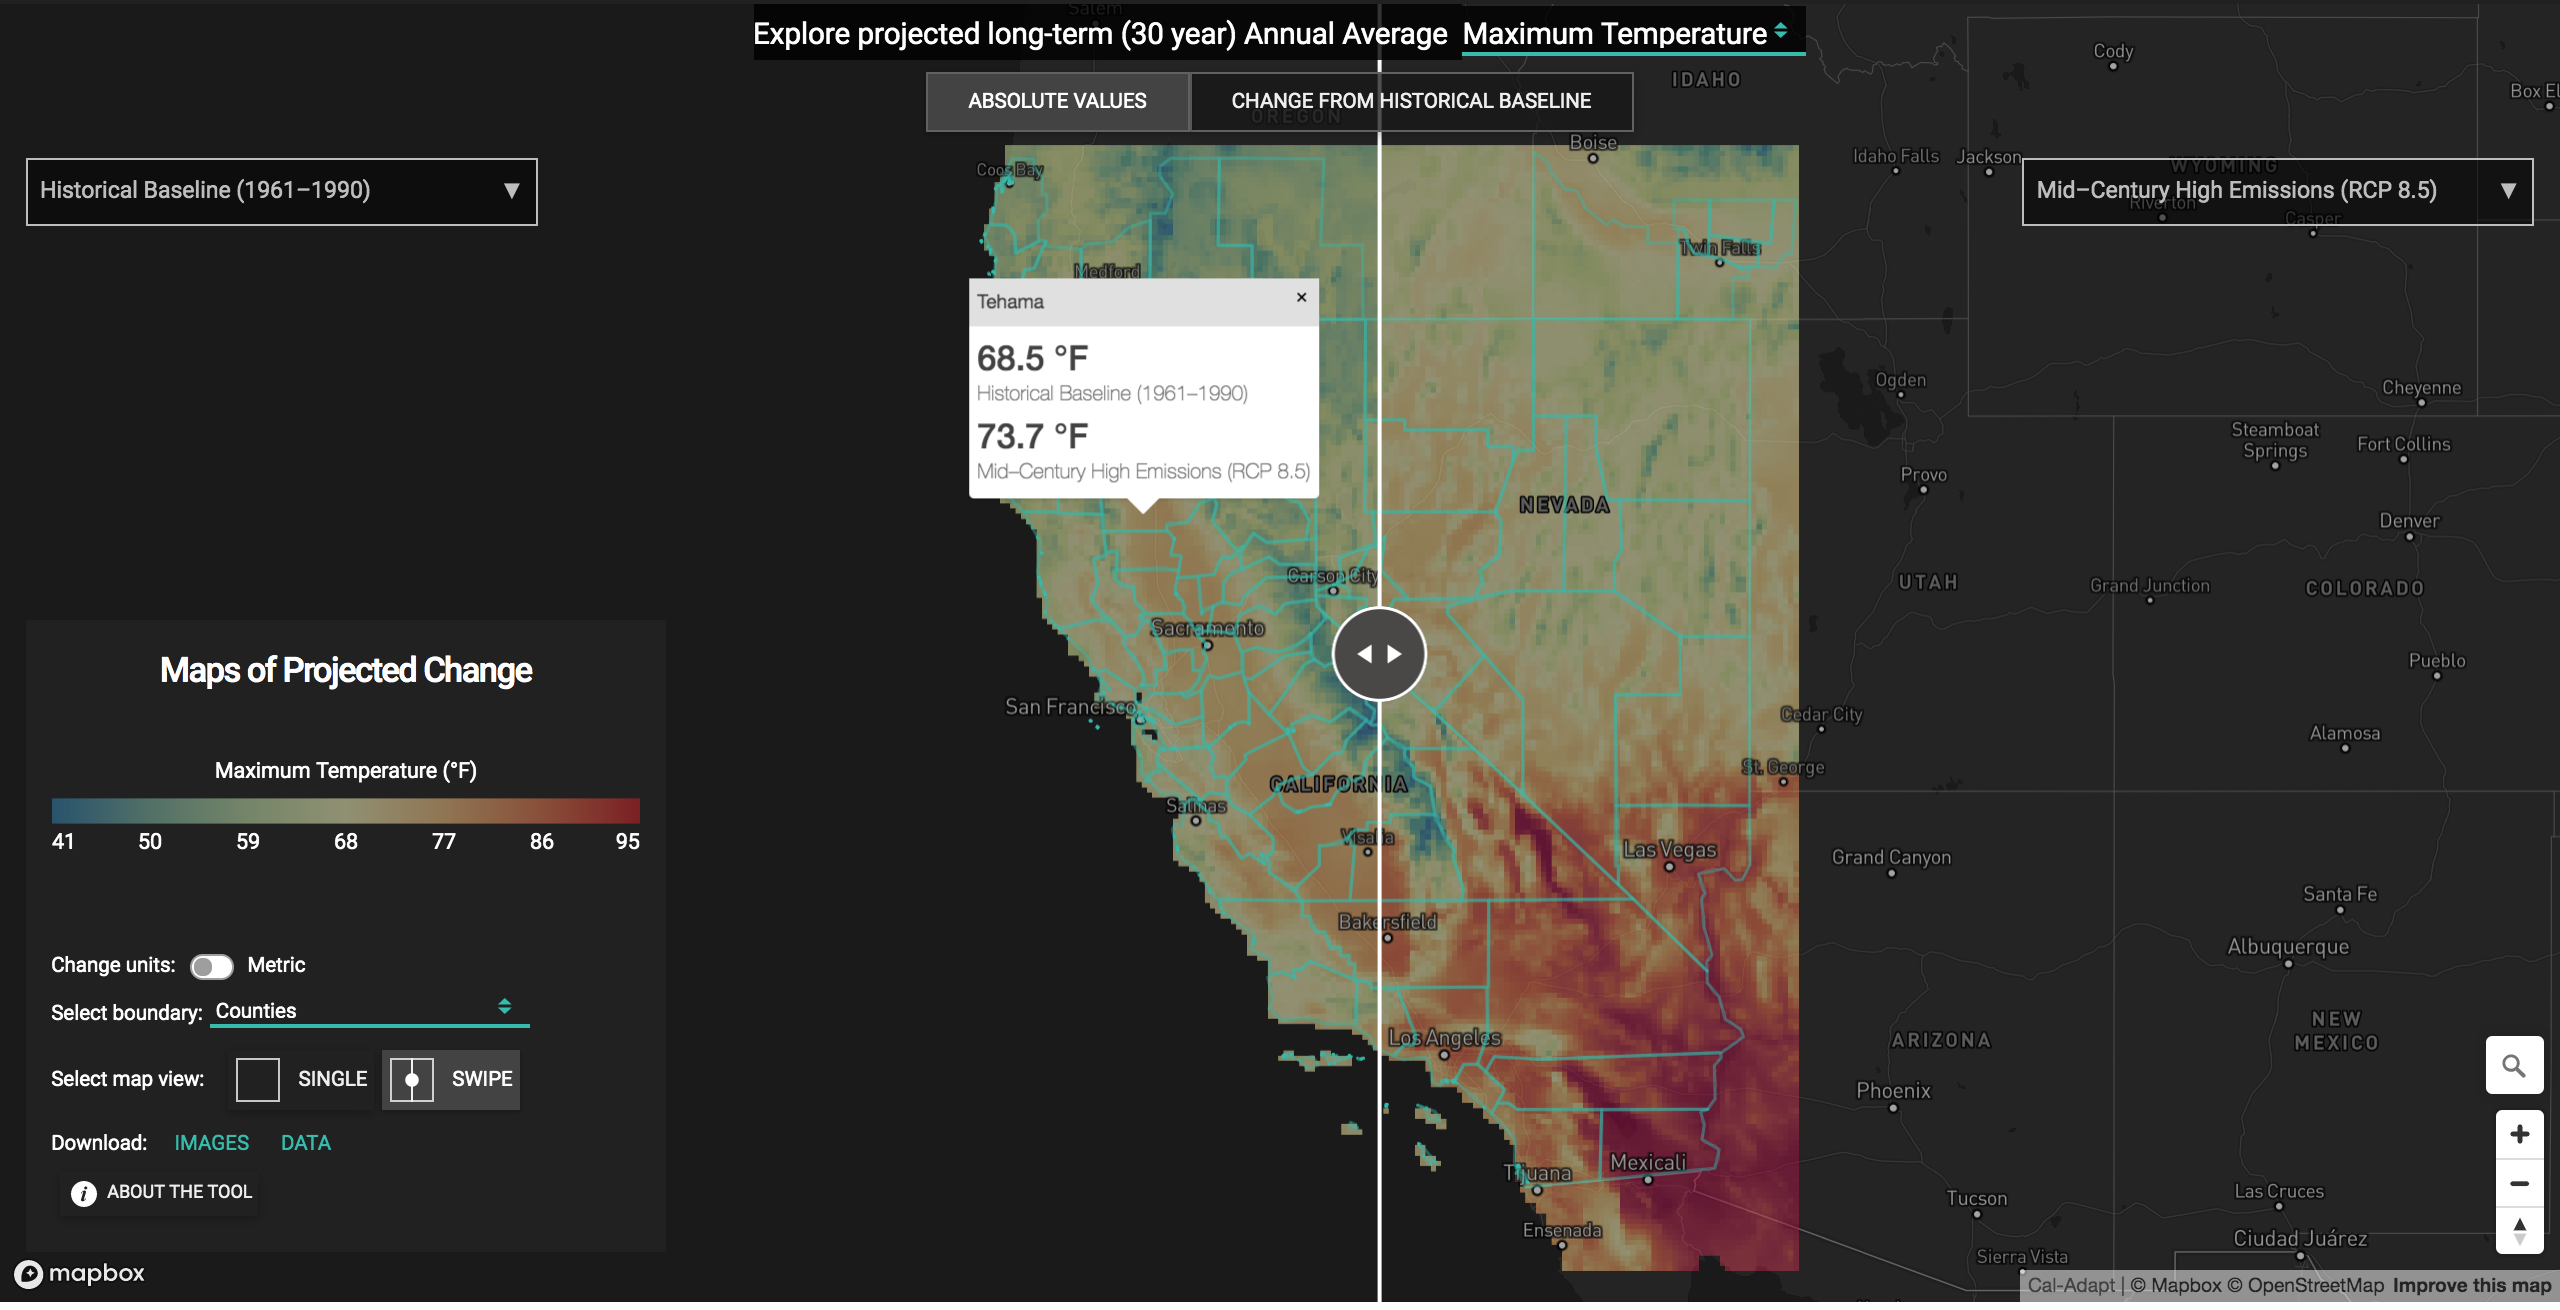 Salem
Explore projected long-term (30 year) Annual Average Maximum Temperature
ABSOLUTE VALUES
CHANGE FROM HISTORICAL BASELINE
IDAHO
OREGON
Cody
Box El
Boise
Idaho Falls
Jackson
WYOMING
Coos Bay
Historical Baseline (1961–1990) ▼
Mid–Century High Emissions (RCP 8.5) ▼
Riverton
Casper
Twin Falls
Medford
Tehama ×
68.5 °F
Historical Baseline (1961–1990)
73.7 °F
Mid–Century High Emissions (RCP 8.5)
Ogden
Cheyenne
Steamboat
Springs
Fort Collins
Provo
NEVADA
Denver
Carson City
UTAH
Grand Junction
COLORADO
Sacramento
Pueblo
San Francisco
Cedar City
Alamosa
St. George
CALIFORNIA
Salinas
Visalia
Las Vegas
Grand Canyon
Santa Fe
Bakersfield
Albuquerque
NEW
MEXICO
Los Angeles
ARIZONA
Phoenix
Tijuana
Mexicali
Tucson
Las Cruces
Ensenada
Ciudad Juárez
Sierra Vista
Maps of Projected Change
Maximum Temperature (°F)
41 50 59 68 77 86 95
Change units: Metric
Select boundary: Counties
Select map view: SINGLE SWIPE
Download: IMAGES DATA
i ABOUT THE TOOL
mapbox
Cal-Adapt | © Mapbox © OpenStreetMap Improve this map